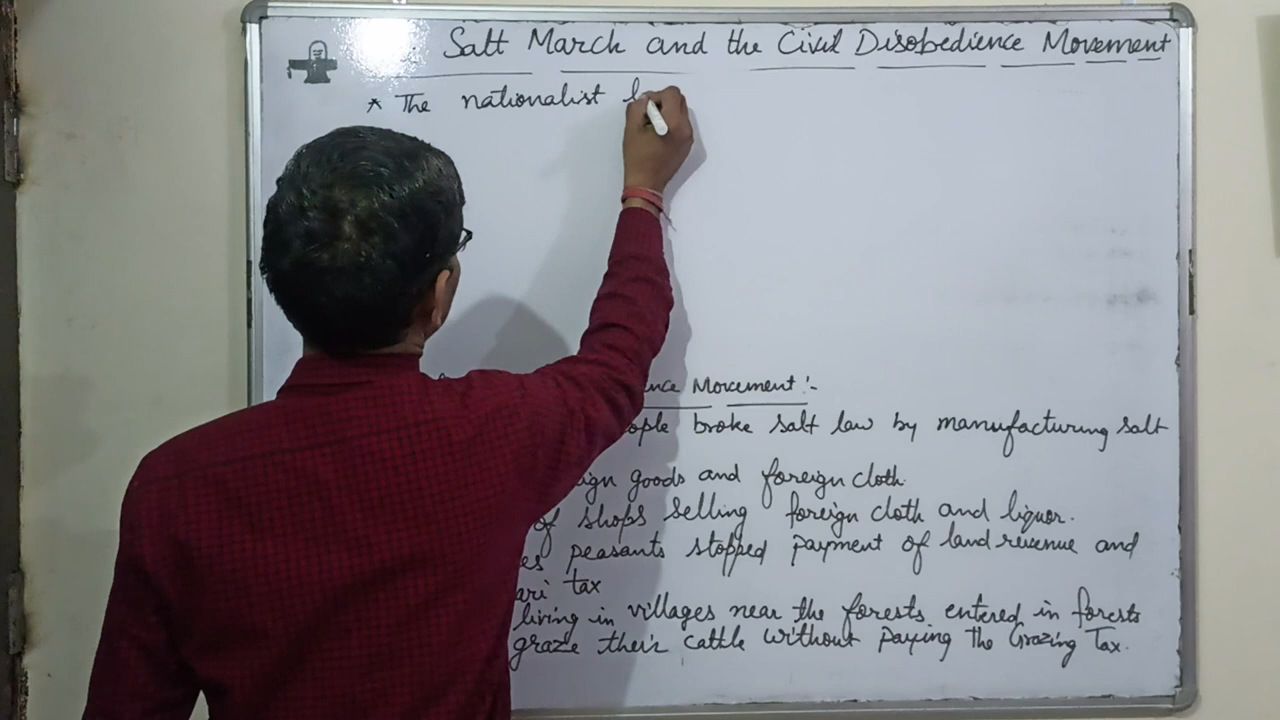 Salt March and the Civil Disobedience Movement
* The nationalist
ence Movement :-
ople broke salt law by manufacturing salt
ign goods and foreign cloth.
of shops selling foreign cloth and liquor.
es peasants stopped payment of land revenue and
ari tax
living in villages near the forests entered in forests
graze their cattle without paying the Grazing Tax.